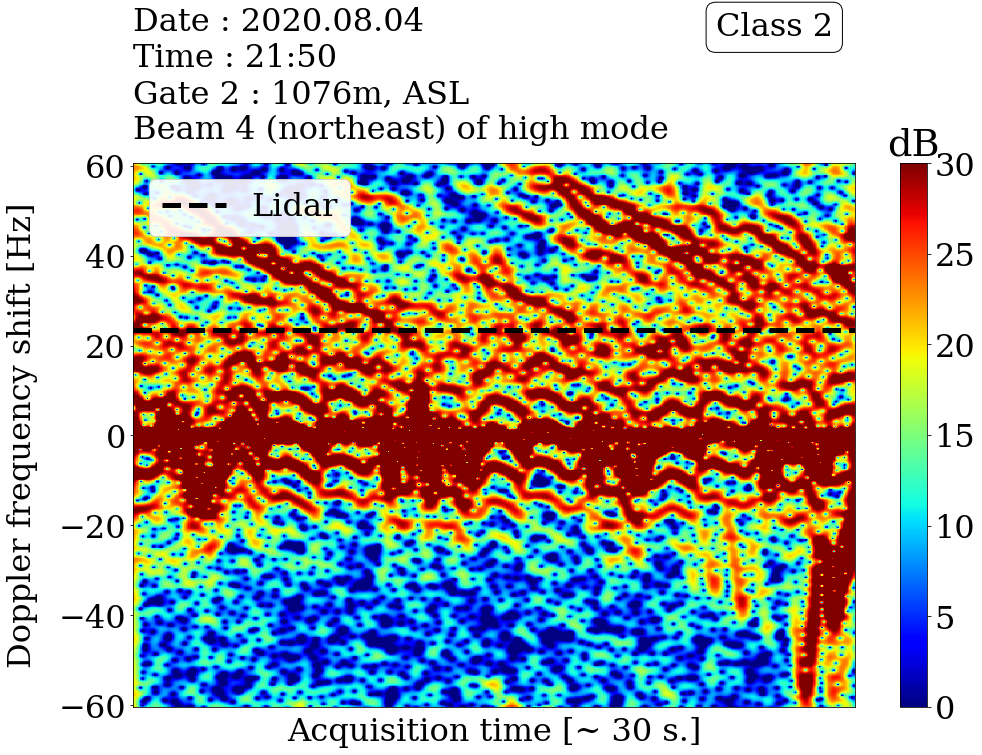 Date : 2020.08.04
Time : 21:50
Gate 2 : 1076m, ASL
Beam 4 (northeast) of high mode
Class 2
dB
Lidar
Doppler frequency shift [Hz]
60
40
20
0
−20
−40
−60
30
25
20
15
10
5
0
Acquisition time [~ 30 s.]